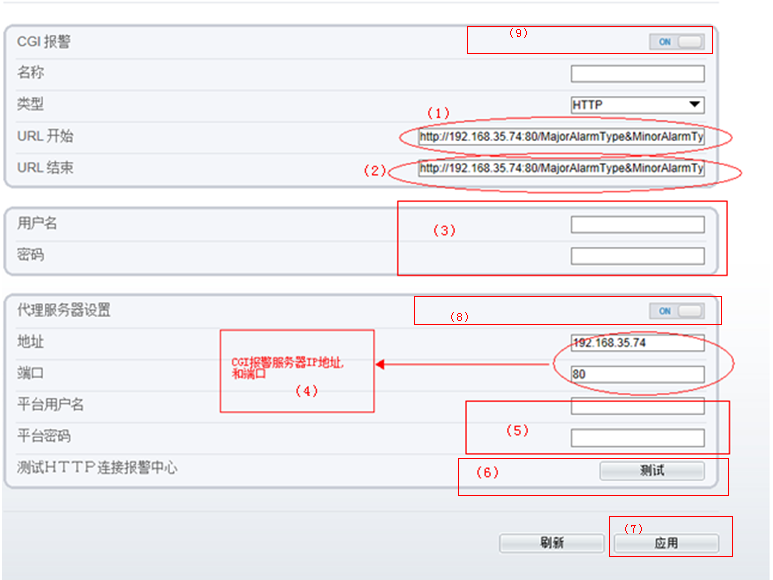 CGI 报警 (9) ON
名称
类型 HTTP
(1)
URL 开始 http://192.168.35.74:80/MajorAlarmType&MinorAlarmTy
URL 结束 (2) http://192.168.35.74:80/MajorAlarmType&MinorAlarmTy
用户名
(3)
密码
代理服务器设置 (8) ON
地址 192.168.35.74
CGI报警服务器IP地址,
和端口
端口 80
(4)
平台用户名
(5)
平台密码
测试HTTP连接报警中心 (6) 测试
(7)
刷新 应用